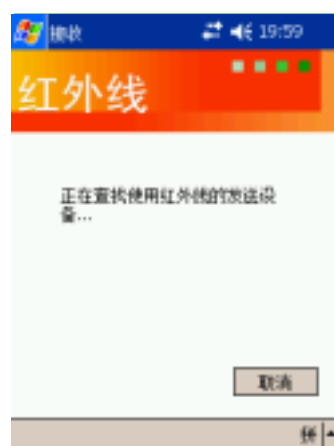 接收 19:59
红外线
正在查找使用红外线的发送设
备...
取消
拼